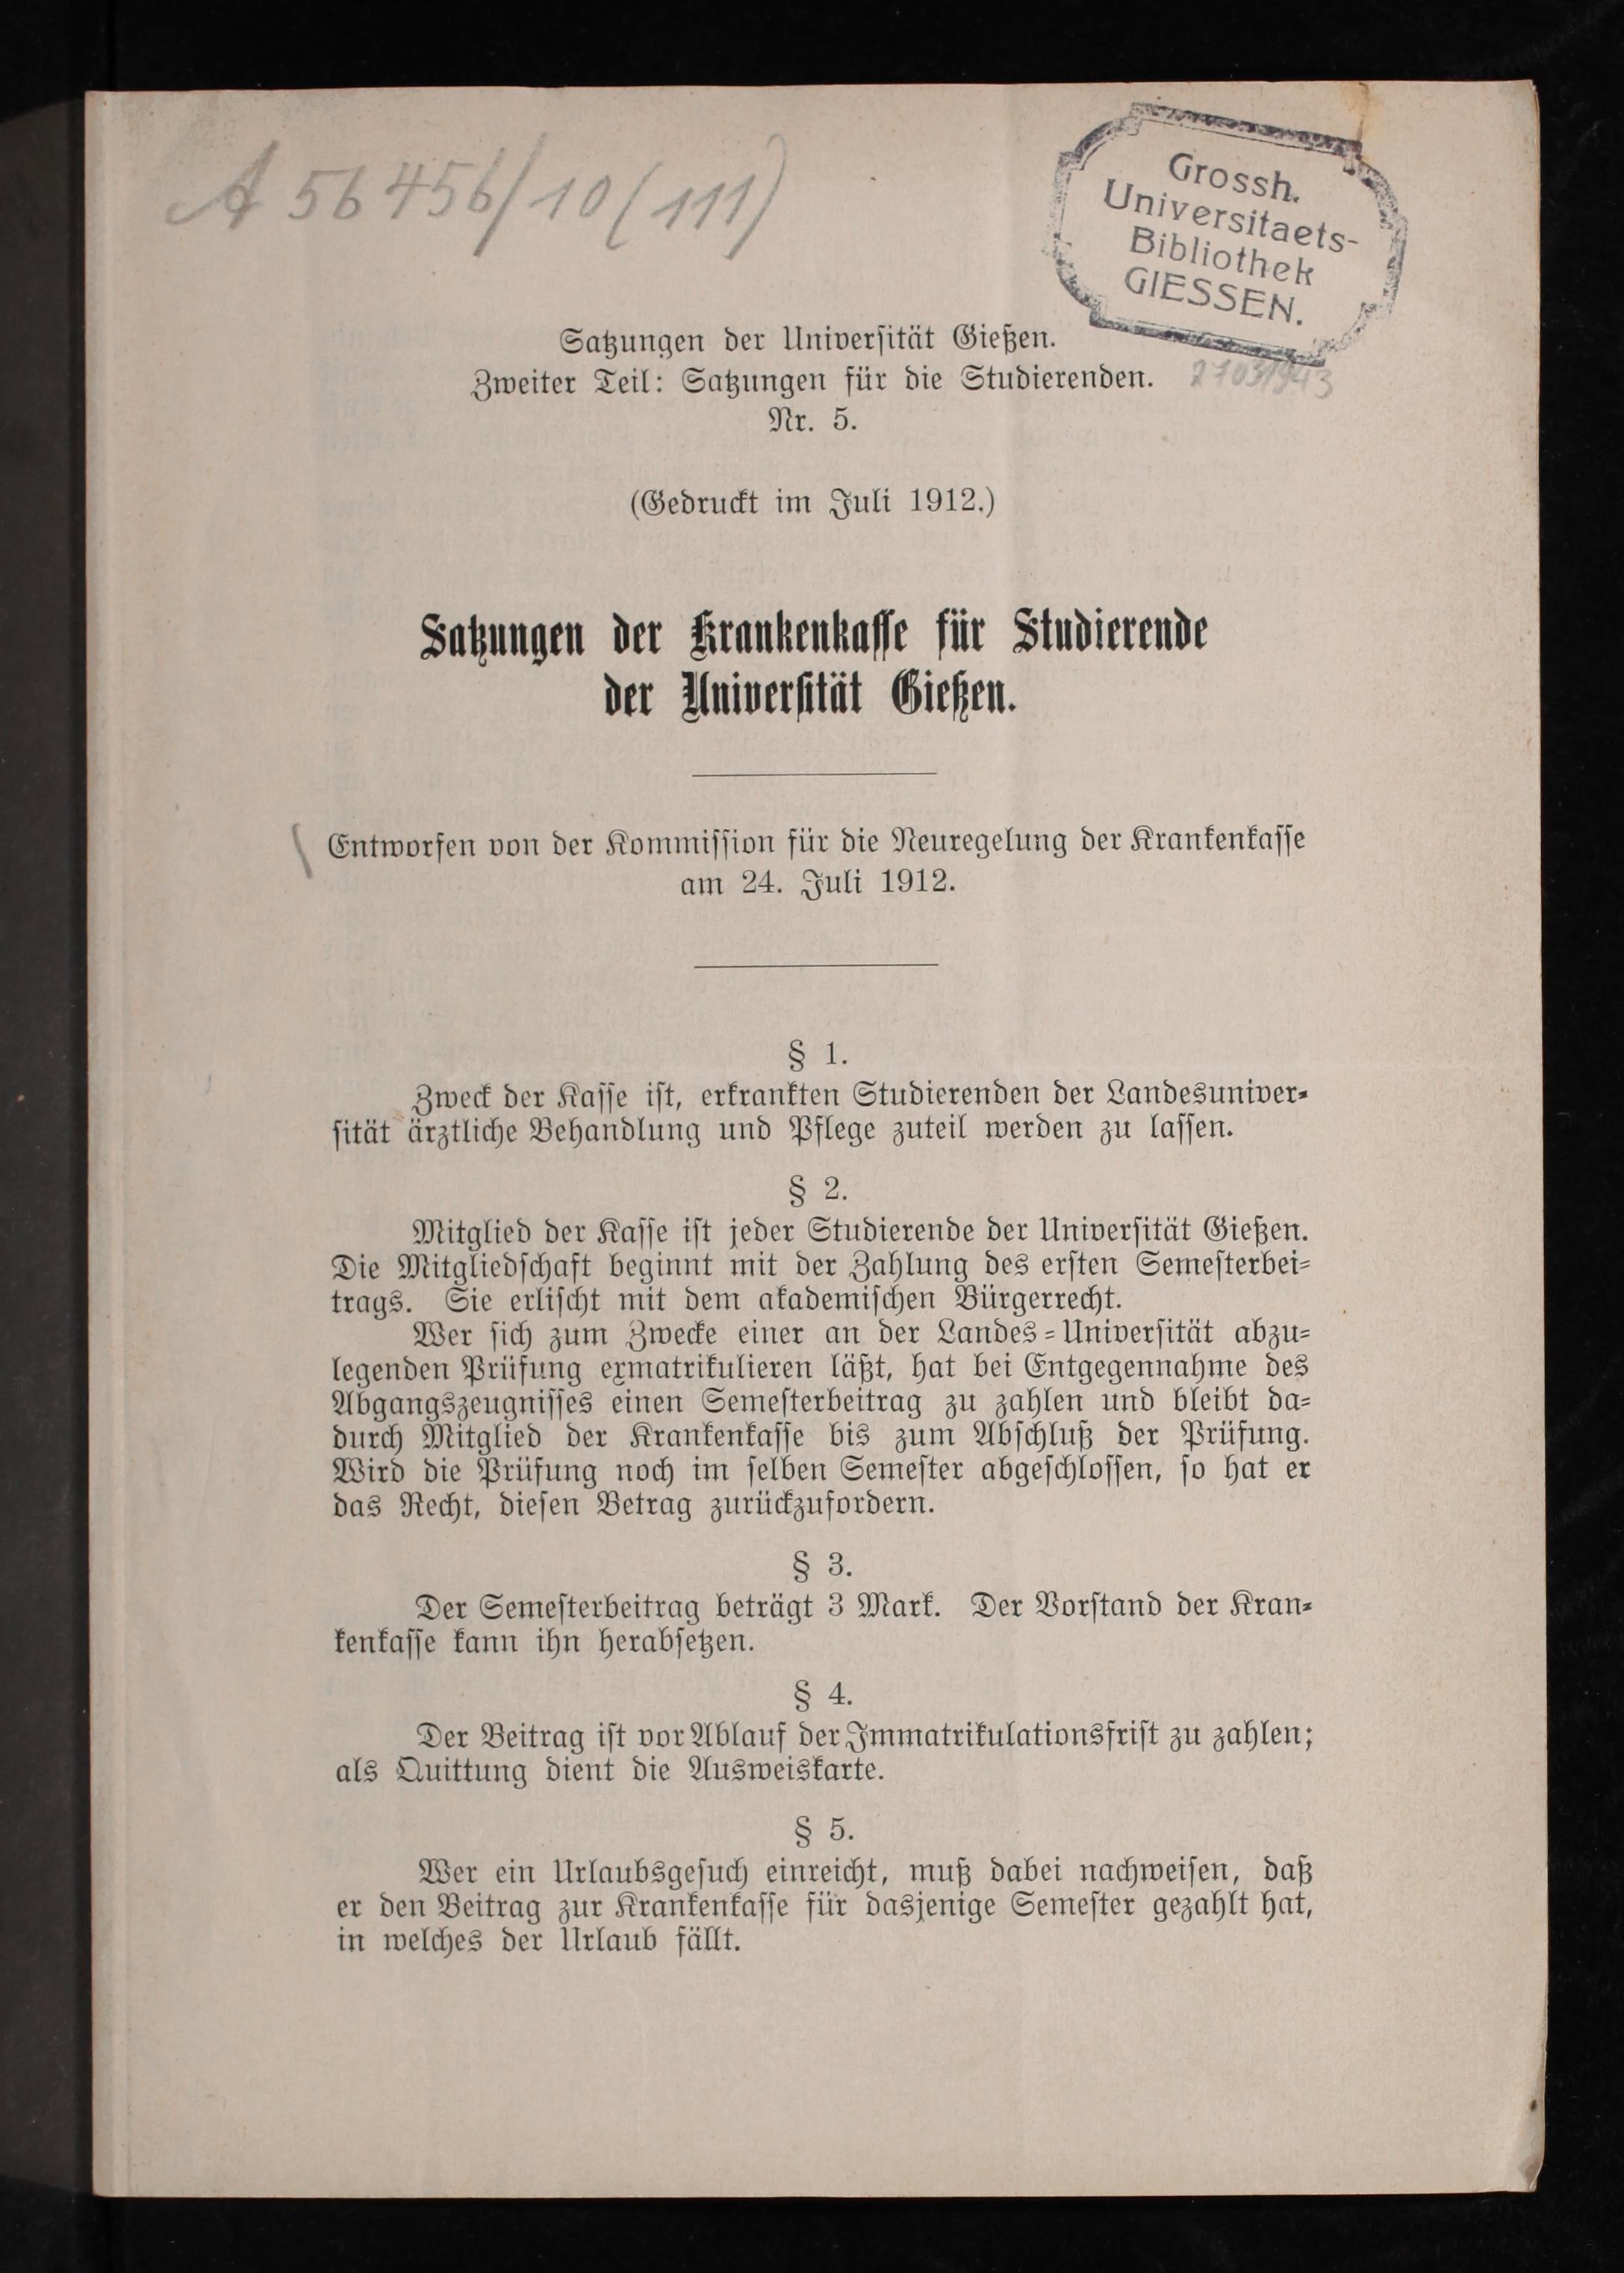 A 56456/10 (111)
Grossh.
Universitaets-
Bibliothek
GIESSEN.
Satzungen der Universität Gießen.
Zweiter Teil: Satzungen für die Studierenden.
Nr. 5.
(Gedruckt im Juli 1912.)
Satzungen der Krankenkasse für Studierende
der Universität Gießen.
Entworfen von der Kommission für die Neuregelung der Krankenkasse
am 24. Juli 1912.
§ 1.
Zweck der Kasse ist, erkrankten Studierenden der Landesuniver-
sität ärztliche Behandlung und Pflege zuteil werden zu lassen.
§ 2.
Mitglied der Kasse ist jeder Studierende der Universität Gießen.
Die Mitgliedschaft beginnt mit der Zahlung des ersten Semesterbei-
trags. Sie erlischt mit dem akademischen Bürgerrecht.
Wer sich zum Zwecke einer an der Landes-Universität abzu-
legenden Prüfung exmatrikulieren läßt, hat bei Entgegennahme des
Abgangszeugnisses einen Semesterbeitrag zu zahlen und bleibt da-
durch Mitglied der Krankenkasse bis zum Abschluß der Prüfung.
Wird die Prüfung noch im selben Semester abgeschlossen, so hat er
das Recht, diesen Betrag zurückzufordern.
§ 3.
Der Semesterbeitrag beträgt 3 Mark. Der Vorstand der Kran-
kenkasse kann ihn herabsetzen.
§ 4.
Der Beitrag ist vor Ablauf der Immatrikulationsfrist zu zahlen;
als Quittung dient die Ausweiskarte.
§ 5.
Wer ein Urlaubsgesuch einreicht, muß dabei nachweisen, daß
er den Beitrag zur Krankenkasse für dasjenige Semester gezahlt hat,
in welches der Urlaub fällt.